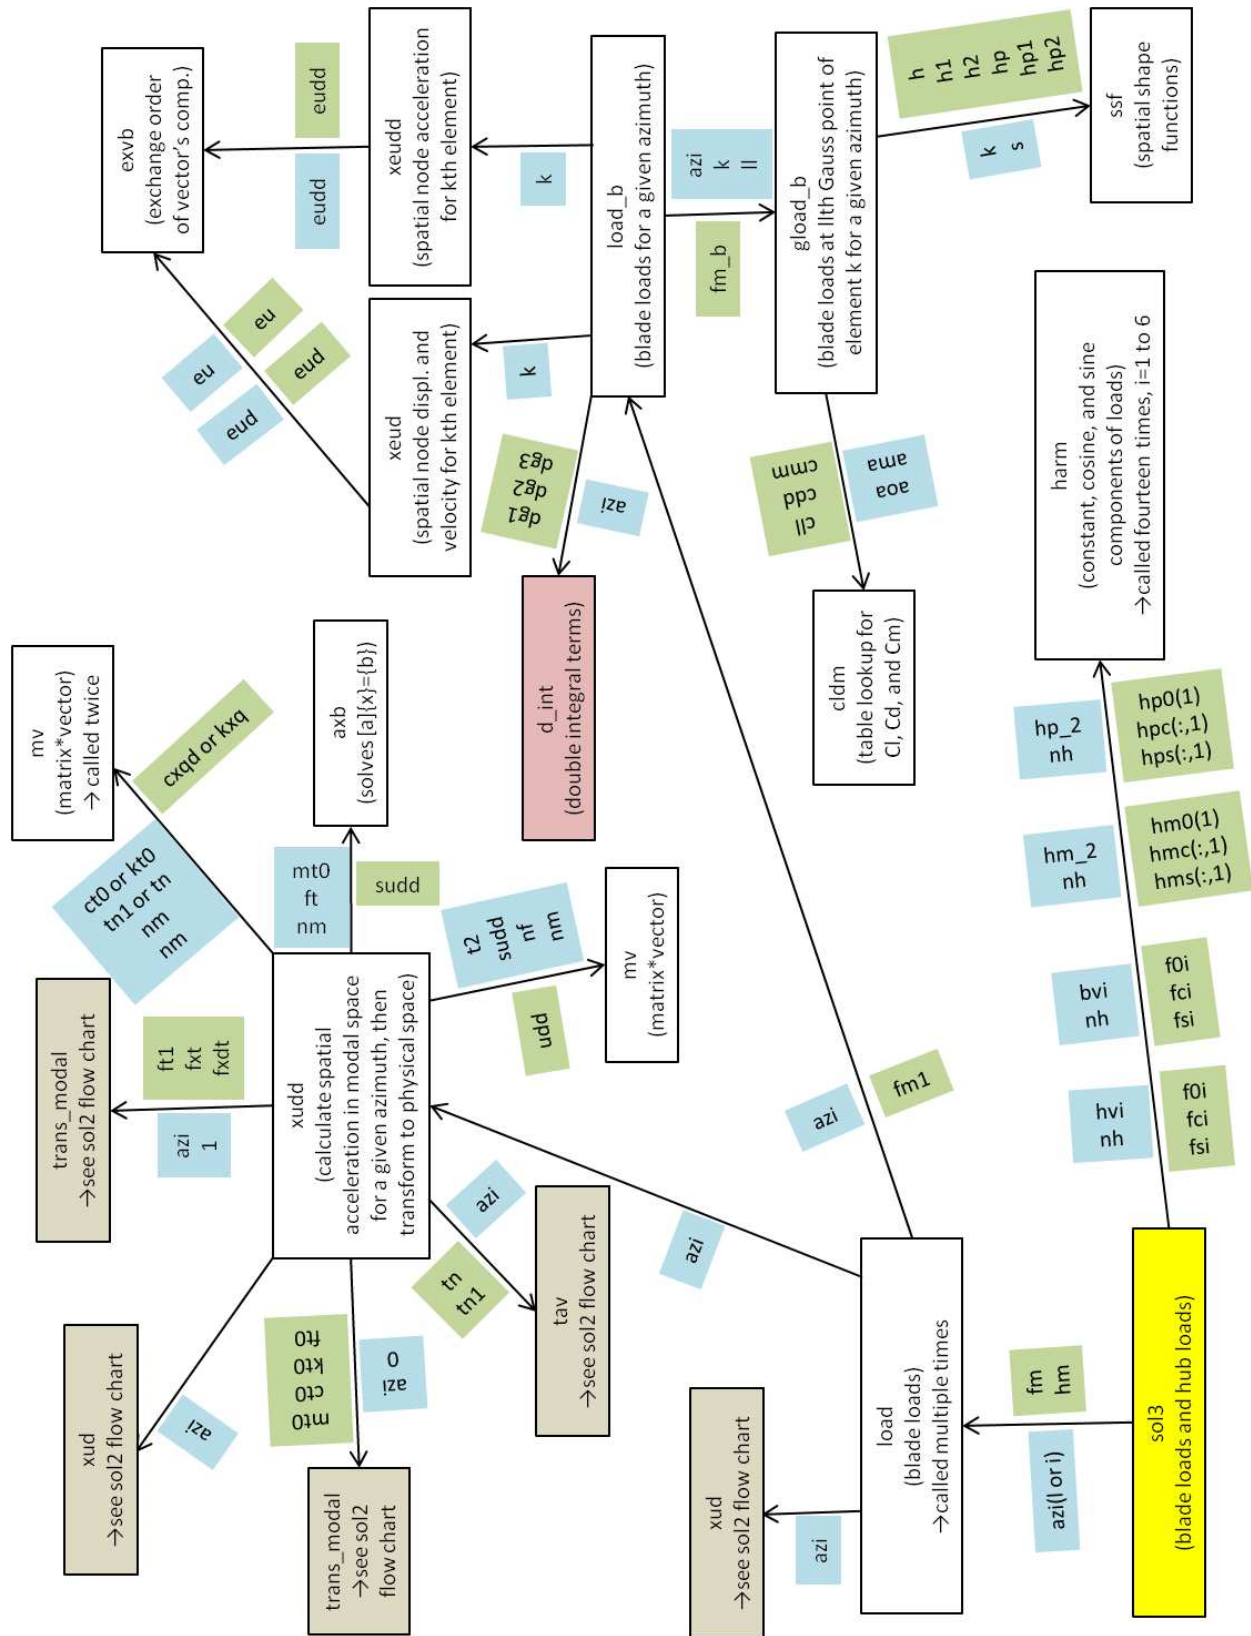 exvb
(exchange order
of vector's comp.)
eudd
eudd
eu
eud
eu
eud
xeudd
(spatial node acceleration
for kth element)
xeud
(spatial node displ. and
velocity for kth element)
k
k
load_b
(blade loads for a given azimuth)
azi
k
ll
fm_b
dg1
dg2
dg3
azi
d_int
(double integral terms)
gload_b
(blade loads at llth Gauss point of
element k for a given azimuth)
h
h1
h2
hp
hp1
hp2
k
s
ssf
(spatial shape
functions)
cll
cdd
cmm
aoa
ama
cldm
(table lookup for
Cl, Cd, and Cm)
mv
(matrix*vector)
→ called twice
cxqd or kxq
ct0 or kt0
tn1 or tn
nm
nm
axb
(solves [a]{x}={b})
mt0
ft
nm
sudd
t2
sudd
nf
nm
udd
mv
(matrix*vector)
trans_modal
→see sol2 flow chart
ft1
fxt
fxdt
azi
1
xudd
(calculate spatial
acceleration in modal space
for a given azimuth, then
transform to physical space)
xud
→see sol2 flow chart
azi
mt0
ct0
kt0
ft0
azi
0
trans_modal
→see sol2
flow chart
tn
tn1
azi
tav
→see sol2 flow chart
azi
azi
fm1
xud
→see sol2 flow chart
azi
load
(blade loads)
→called multiple times
fm
hm
azi(l or i)
sol3
(blade loads and hub loads)
hvi
nh
f0i
fci
fsi
bvi
nh
f0i
fci
fsi
hm_2
nh
hm0(1)
hmc(:,1)
hms(:,1)
hp_2
nh
hp0(1)
hpc(:,1)
hps(:,1)
harm
(constant, cosine, and sine
components of loads)
→called fourteen times, i=1 to 6